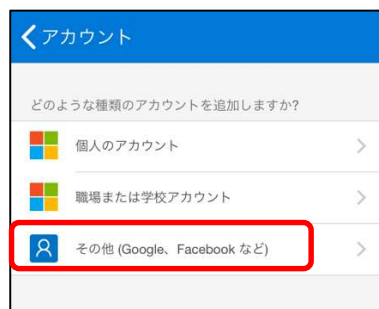 アカウント
どのような種類のアカウントを追加しますか?
個人のアカウント
職場または学校アカウント
その他 (Google、Facebook など)